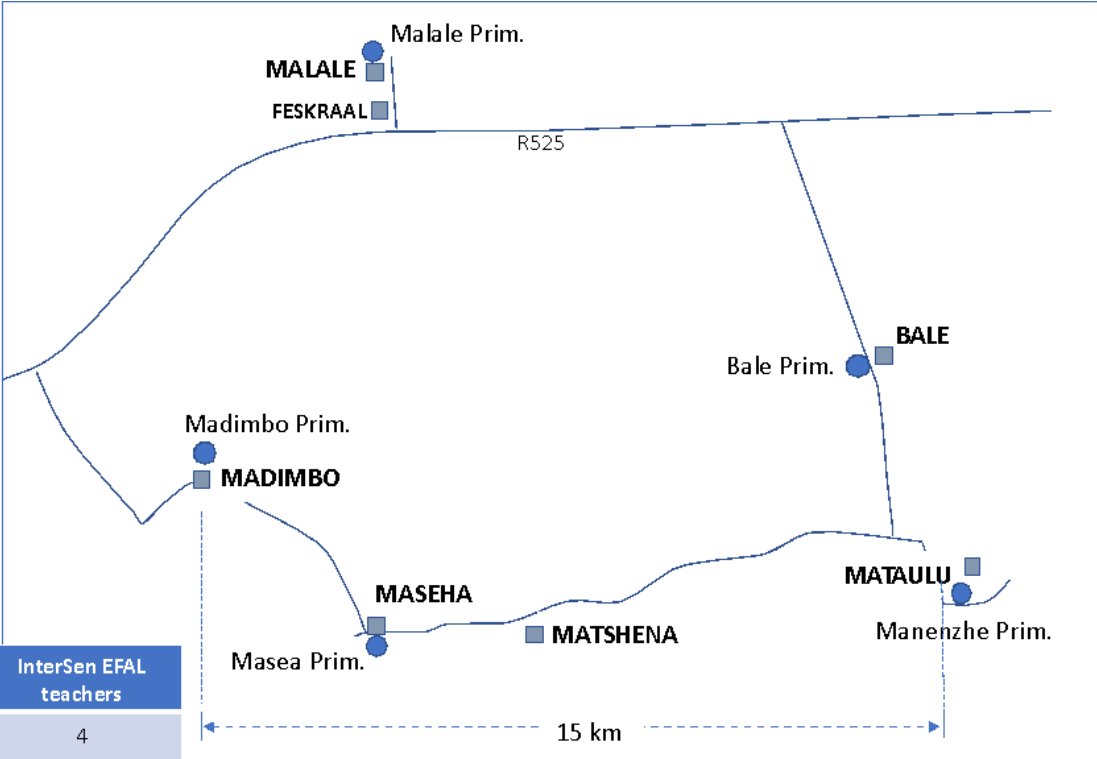 Malale Prim.
MALALE
FESKRAAL
R525
BALE
Bale Prim.
Madimbo Prim.
MADIMBO
MATAULU
MASEHA
Manenzhe Prim.
MATSHENA
Masea Prim.
InterSen EFAL
teachers
4
15 km